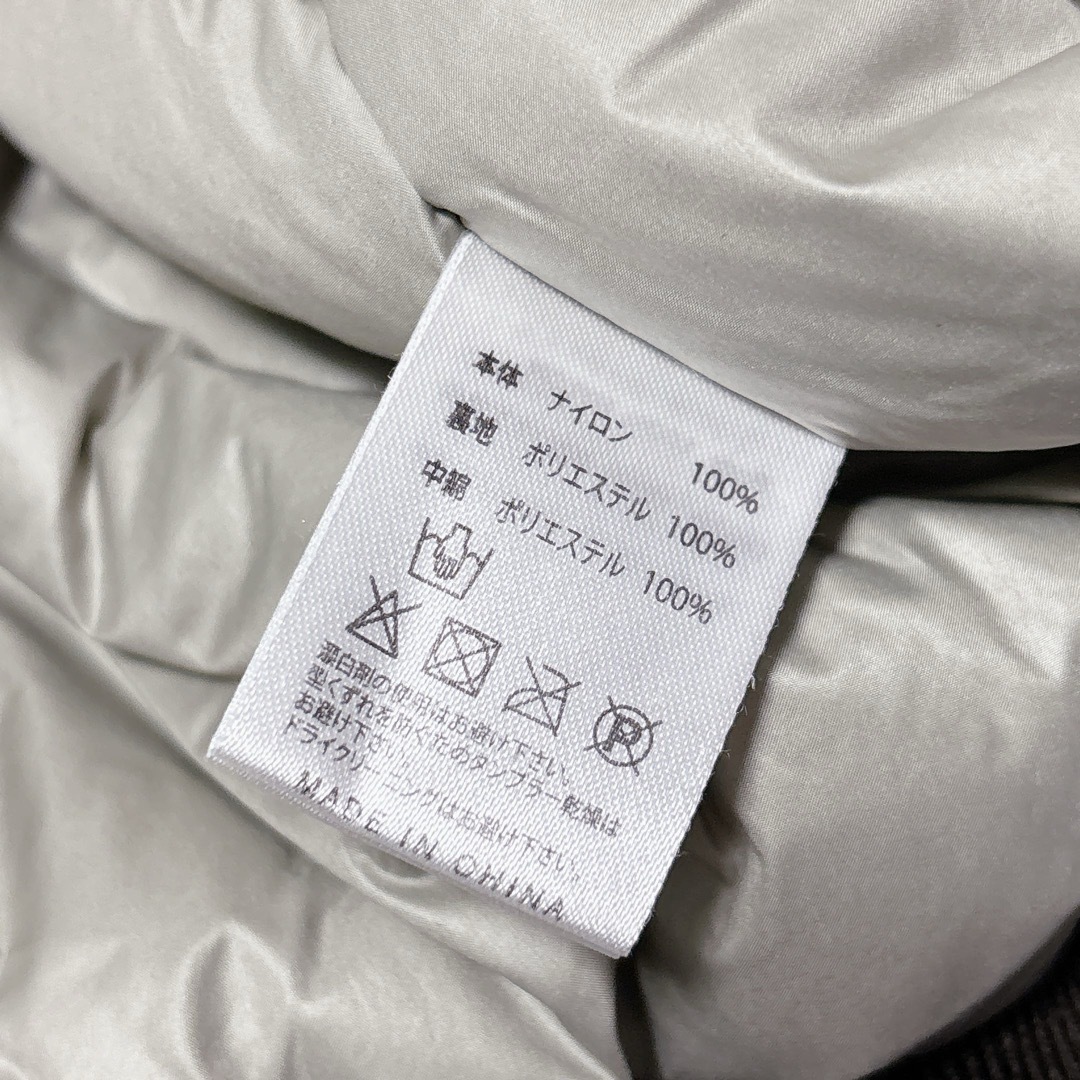 本体 ナイロン 100%
裏地 ポリエステル 100%
中綿 ポリエステル 100%
P
漂白剤の使用はお避け下さい。
型くずれを防ぐためタンブラー乾燥は
お避け下さい。
ドライクリーニングはお避け下さい。
MADE IN CHINA